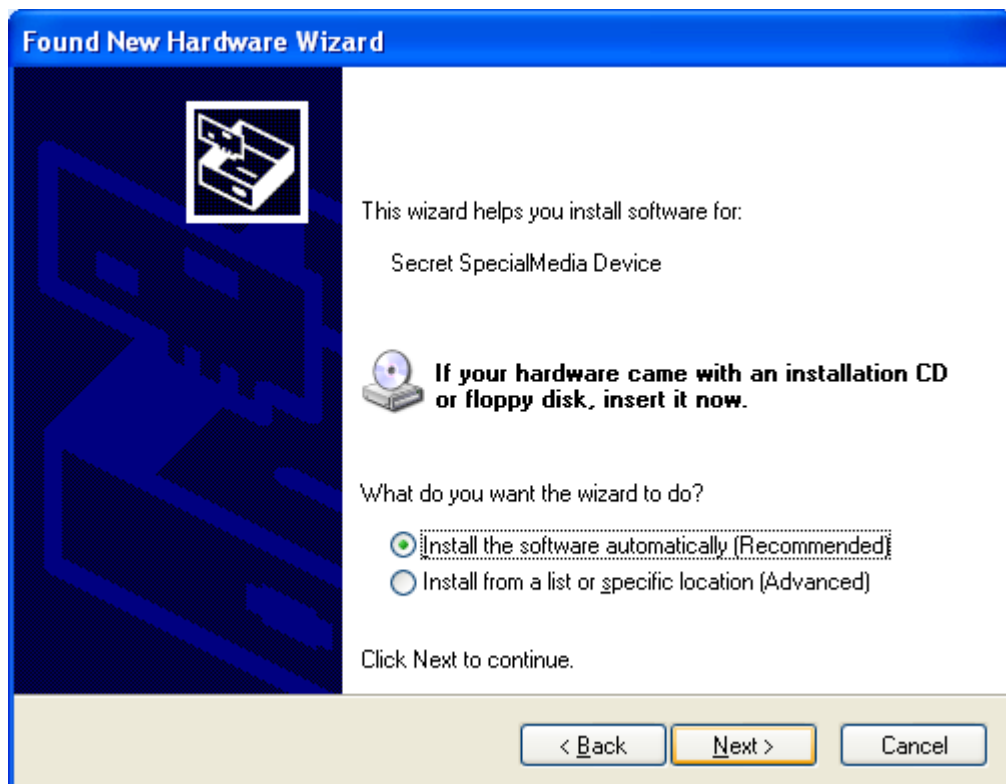 Found New Hardware Wizard
This wizard helps you install software for:
Secret SpecialMedia Device
If your hardware came with an installation CD
or floppy disk, insert it now.
What do you want the wizard to do?
Install the software automatically (Recommended)
Install from a list or specific location (Advanced)
Click Next to continue.
< Back Next > Cancel